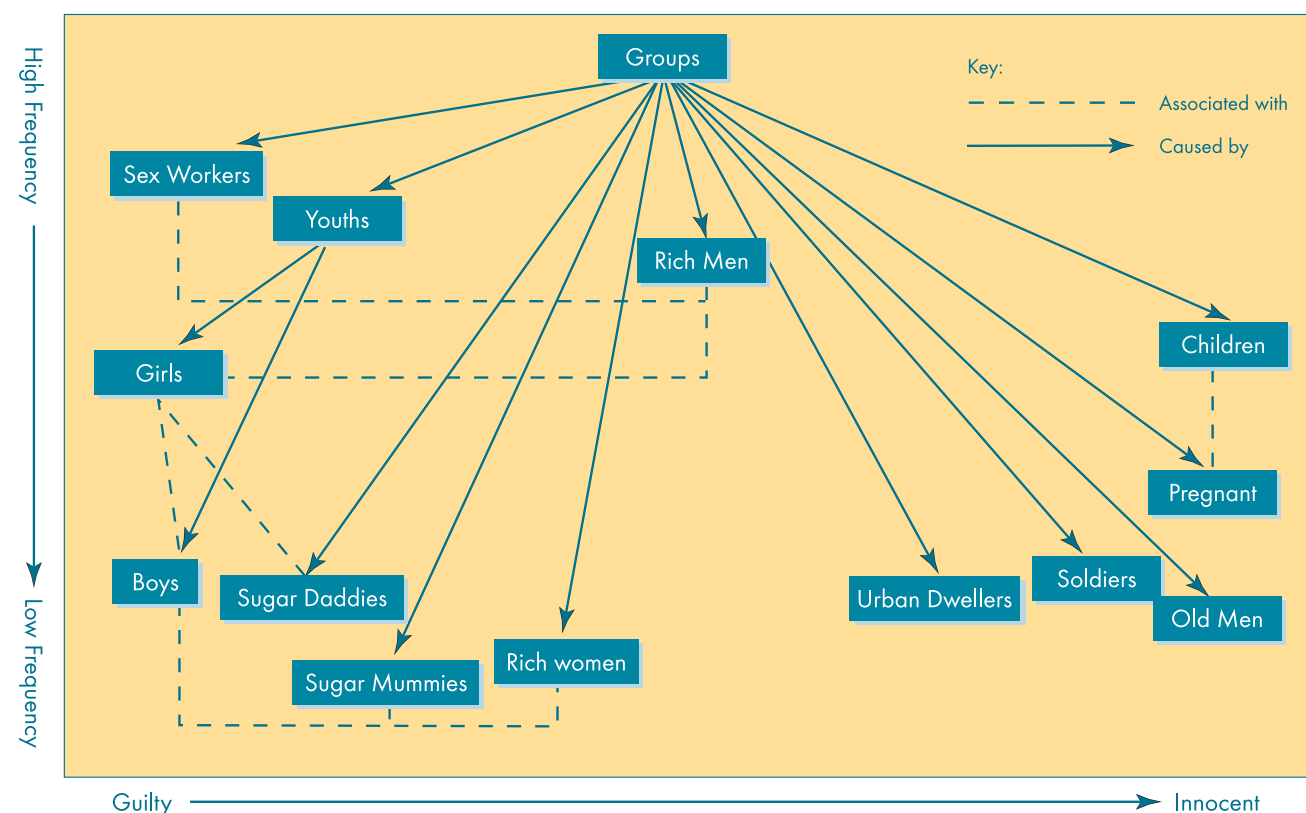 Groups
Key:
Associated with
Caused by
High Frequency
Low Frequency
Sex Workers
Youths
Rich Men
Children
Girls
Pregnant
Boys
Sugar Daddies
Urban Dwellers
Soldiers
Old Men
Sugar Mummies
Rich women
Guilty
Innocent